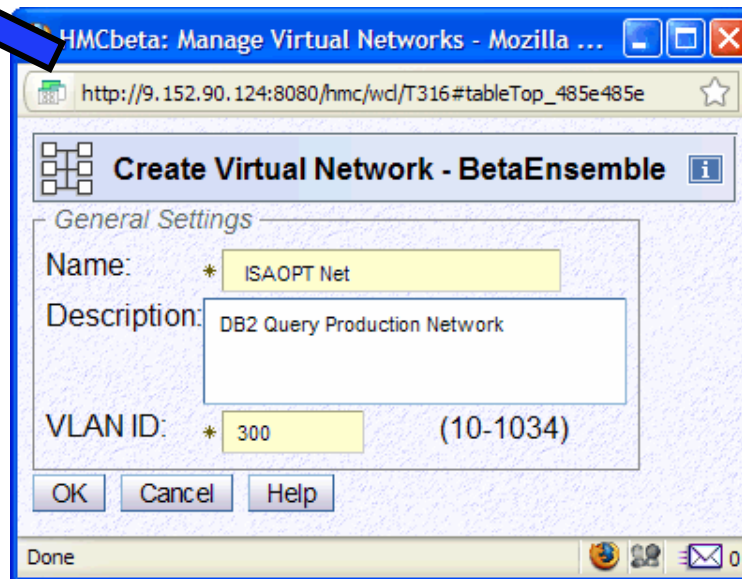 HMCbeta: Manage Virtual Networks - Mozilla ...
http://9.152.90.124:8080/hmc/wcl/T316#tableTop_485e485e
Create Virtual Network - BetaEnsemble
General Settings
Name: * ISAOPT Net
Description: DB2 Query Production Network
VLAN ID: * 300 (10-1034)
OK Cancel Help
Done 0